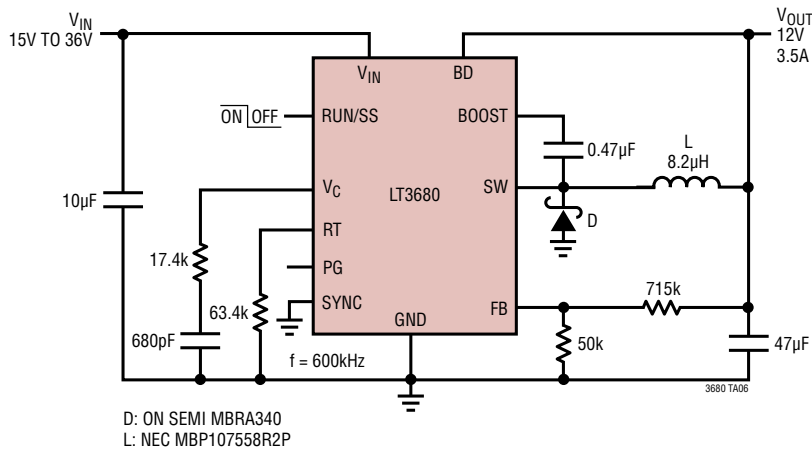 VIN
15V TO 36V
VOUT
12V
3.5A
VIN
BD
ON OFF
RUN/SS
BOOST
0.47µF
L
8.2µH
10µF
VC
LT3680
SW
D
RT
17.4k
PG
715k
63.4k
SYNC
FB
GND
680pF
f = 600kHz
50k
47µF
3680 TA06
D: ON SEMI MBRA340
L: NEC MBP107558R2P